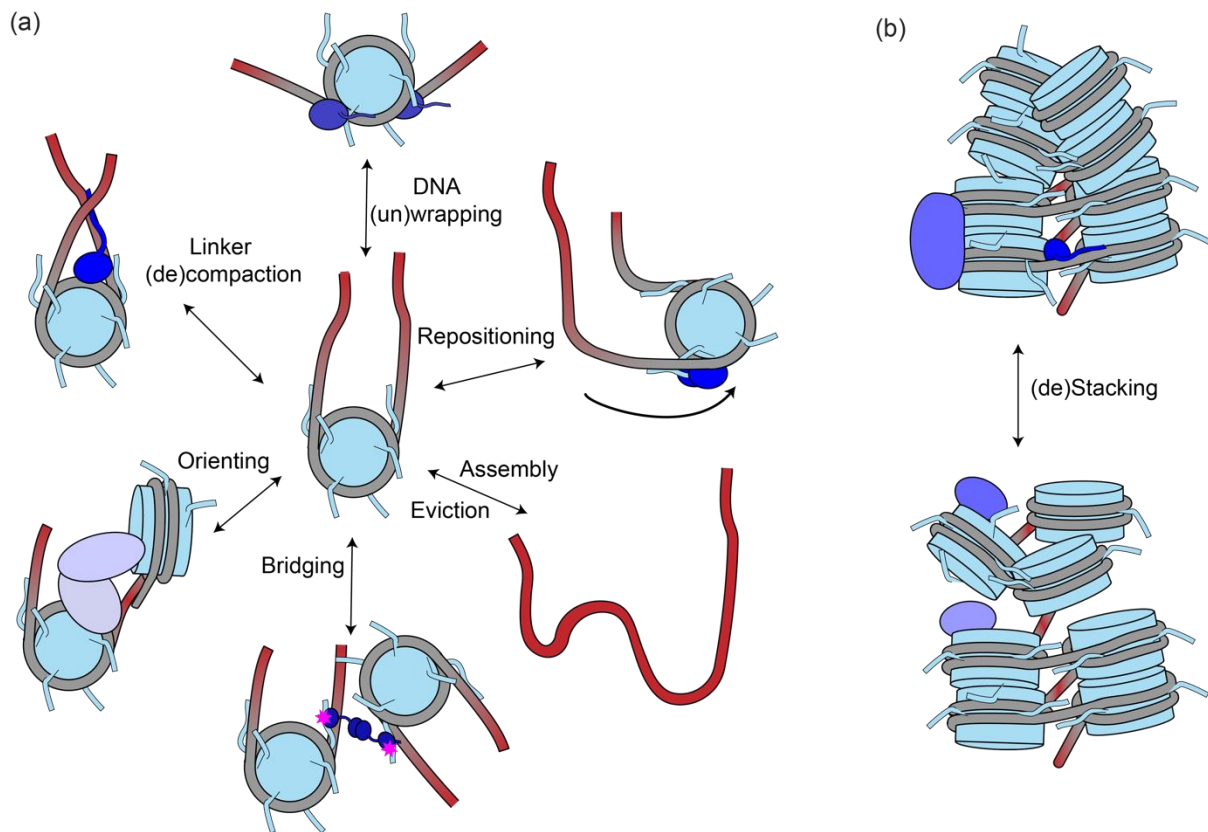 (a)
DNA
(un)wrapping
Linker
(de)compaction
Repositioning
Orienting
Assembly
Eviction
Bridging
(b)
(de)Stacking